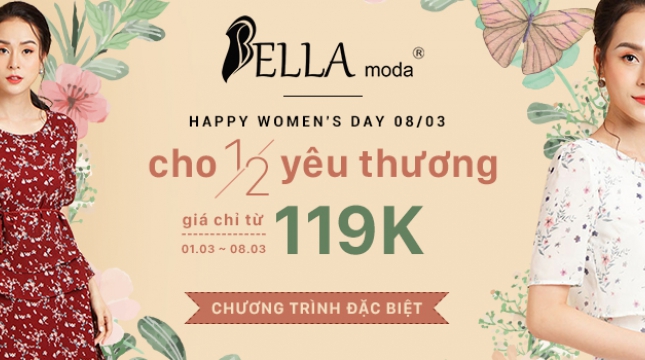 BELLA moda®
HAPPY WOMEN'S DAY 08/03
cho 1/2 yêu thương
giá chỉ từ 119K
01.03 ~ 08.03
CHƯƠNG TRÌNH ĐẶC BIỆT